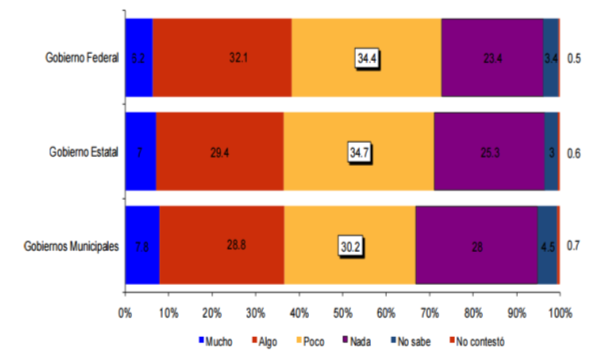 Gobierno Federal 6.2 32.1 34.4 23.4 3.4 0.5
Gobierno Estatal 7 29.4 34.7 25.3 3 0.6
Gobiernos Municipales 7.8 28.8 30.2 28 4.5 0.7
0% 10% 20% 30% 40% 50% 60% 70% 80% 90% 100%
Mucho Algo Poco Nada No sabe No contestó